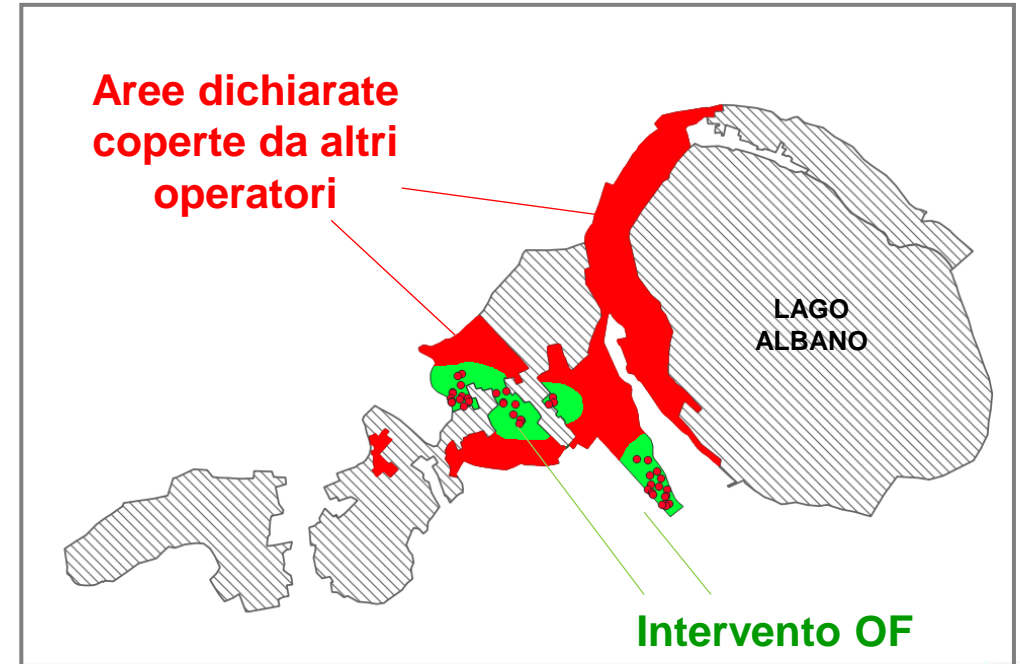 Aree dichiarate
coperte da altri
operatori
LAGO
ALBANO
Intervento OF